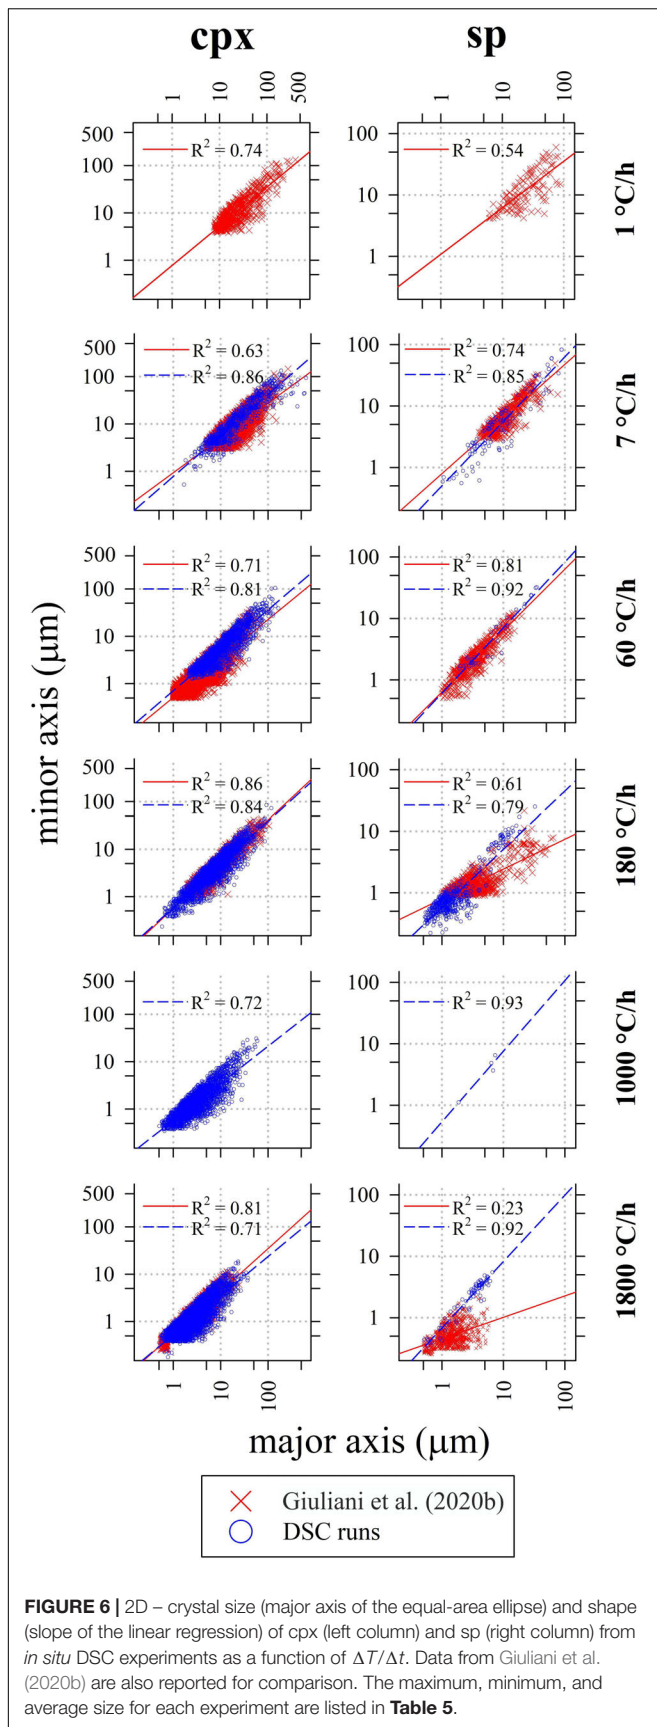 cpx sp
1 10 100 500 1 10 100
500 100 10 1 R² = 0.74
100 10 1 R² = 0.54
1 °C/h
500 100 10 1 R² = 0.63 R² = 0.86
100 10 1 R² = 0.74 R² = 0.85
7 °C/h
500 100 10 1 R² = 0.71 R² = 0.81
100 10 1 R² = 0.81 R² = 0.92
60 °C/h
minor axis (μm)
500 100 10 1 R² = 0.86 R² = 0.84
100 10 1 R² = 0.61 R² = 0.79
180 °C/h
500 100 10 1 R² = 0.72
100 10 1 R² = 0.93
1000 °C/h
500 100 10 1 R² = 0.81 R² = 0.71
100 10 1 R² = 0.23 R² = 0.92
1800 °C/h
1 10 100 1 10 100
major axis (μm)
Giuliani et al. (2020b)
DSC runs
FIGURE 6 | 2D – crystal size (major axis of the equal-area ellipse) and shape
(slope of the linear regression) of cpx (left column) and sp (right column) from
in situ DSC experiments as a function of ΔT/Δt. Data from Giuliani et al.
(2020b) are also reported for comparison. The maximum, minimum, and
average size for each experiment are listed in Table 5.